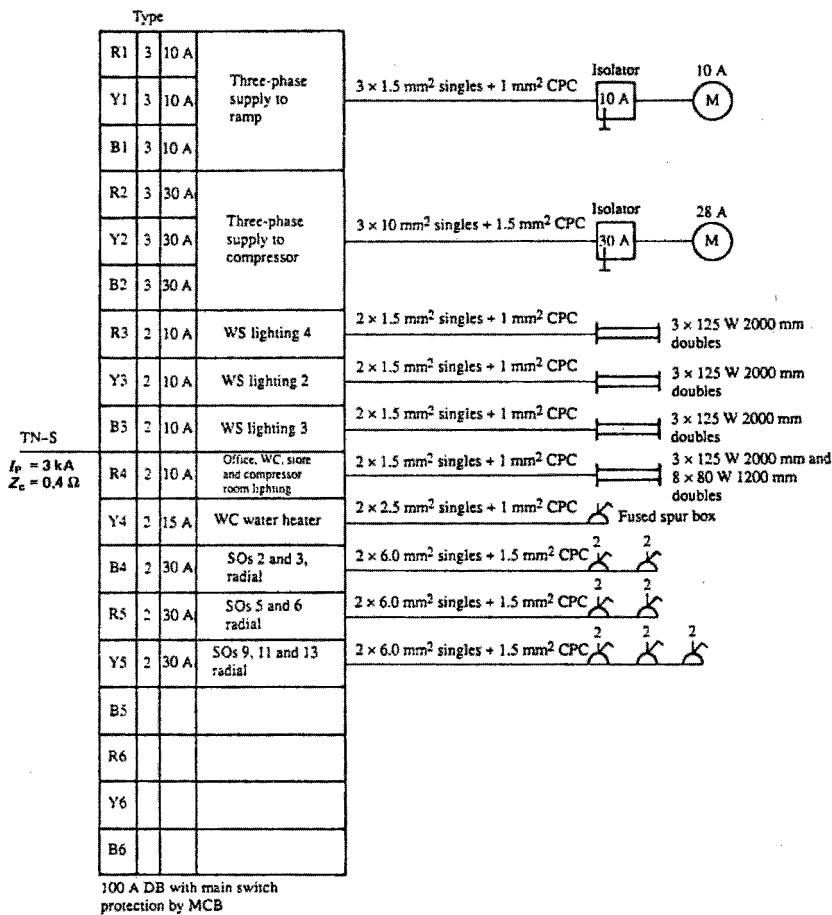 Type
R1 3 10 A
Three-phase
supply to
ramp
Y1 3 10 A
B1 3 10 A
3 × 1.5 mm² singles + 1 mm² CPC
Isolator
10 A
10 A
M
R2 3 30 A
Three-phase
supply to
compressor
Y2 3 30 A
B2 3 30 A
3 × 10 mm² singles + 1.5 mm² CPC
Isolator
30 A
28 A
M
R3 2 10 A WS lighting 4
2 × 1.5 mm² singles + 1 mm² CPC
3 × 125 W 2000 mm
doubles
Y3 2 10 A WS lighting 2
2 × 1.5 mm² singles + 1 mm² CPC
3 × 125 W 2000 mm
doubles
B3 2 10 A WS lighting 3
2 × 1.5 mm² singles + 1 mm² CPC
3 × 125 W 2000 mm
doubles
TN–S
Iₚ = 3 kA
Zₑ = 0.4 Ω
R4 2 10 A
Office, WC, store
and compressor
room lighting
2 × 1.5 mm² singles + 1 mm² CPC
3 × 125 W 2000 mm and
8 × 80 W 1200 mm
doubles
Y4 2 15 A WC water heater
2 × 2.5 mm² singles + 1 mm² CPC
Fused spur box
B4 2 30 A
SOs 2 and 3,
radial
2 × 6.0 mm² singles + 1.5 mm² CPC
2 2
R5 2 30 A
SOs 5 and 6
radial
2 × 6.0 mm² singles + 1.5 mm² CPC
2 2
Y5 2 30 A
SOs 9, 11 and 13
radial
2 × 6.0 mm² singles + 1.5 mm² CPC
2 2 2
B5
R6
Y6
B6
100 A DB with main switch
protection by MCB